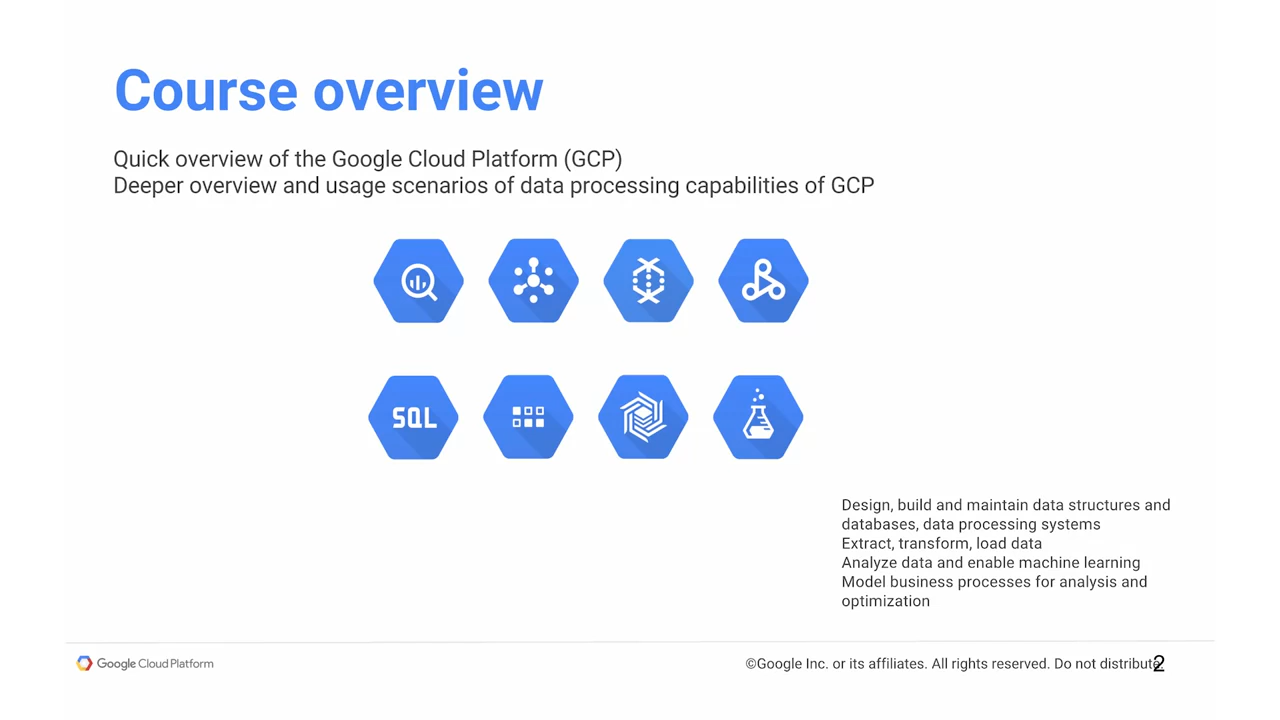 Course overview
Quick overview of the Google Cloud Platform (GCP)
Deeper overview and usage scenarios of data processing capabilities of GCP
SQL
Design, build and maintain data structures and
databases, data processing systems
Extract, transform, load data
Analyze data and enable machine learning
Model business processes for analysis and
optimization
Google Cloud Platform
©Google Inc. or its affiliates. All rights reserved. Do not distribute.
2